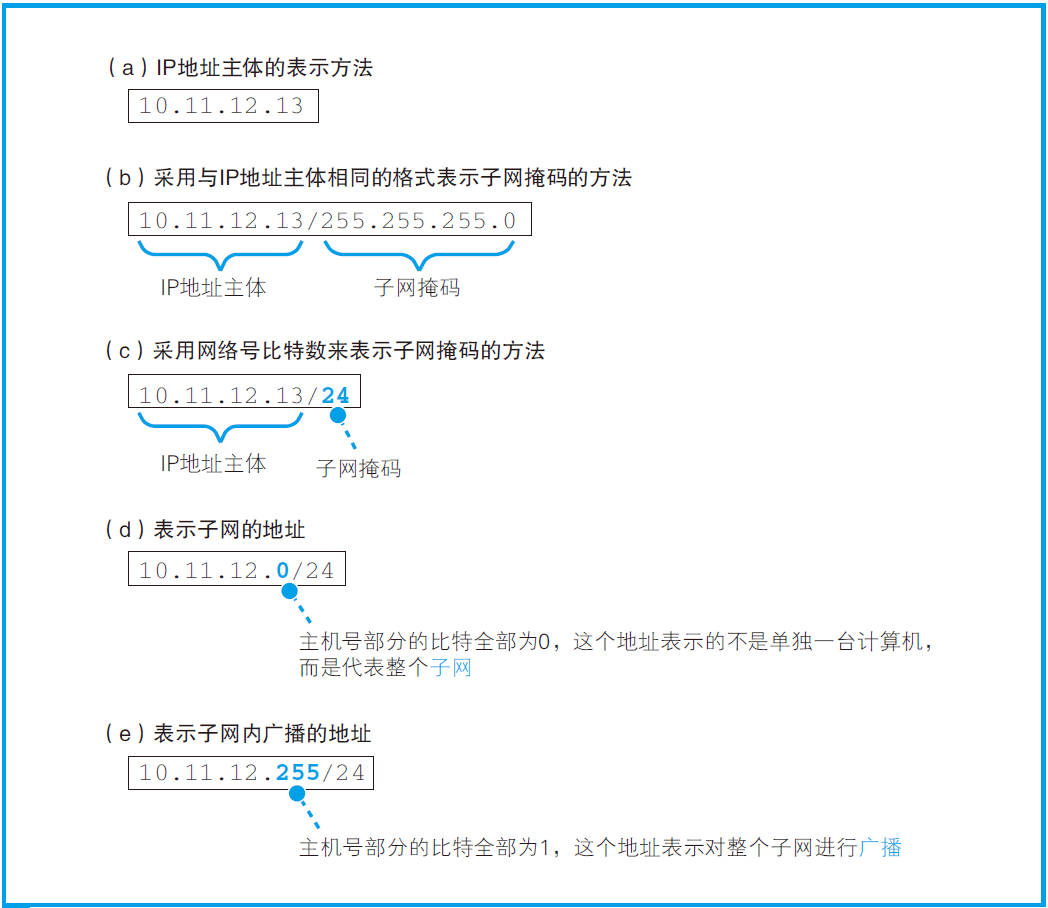 （a）IP地址主体的表示方法
10.11.12.13
（b）采用与IP地址主体相同的格式表示子网掩码的方法
10.11.12.13/255.255.255.0
IP地址主体 子网掩码
（c）采用网络号比特数来表示子网掩码的方法
10.11.12.13/24
IP地址主体 子网掩码
（d）表示子网的地址
10.11.12.0/24
主机号部分的比特全部为0，这个地址表示的不是单独一台计算机，
而是代表整个子网
（e）表示子网内广播的地址
10.11.12.255/24
主机号部分的比特全部为1，这个地址表示对整个子网进行广播